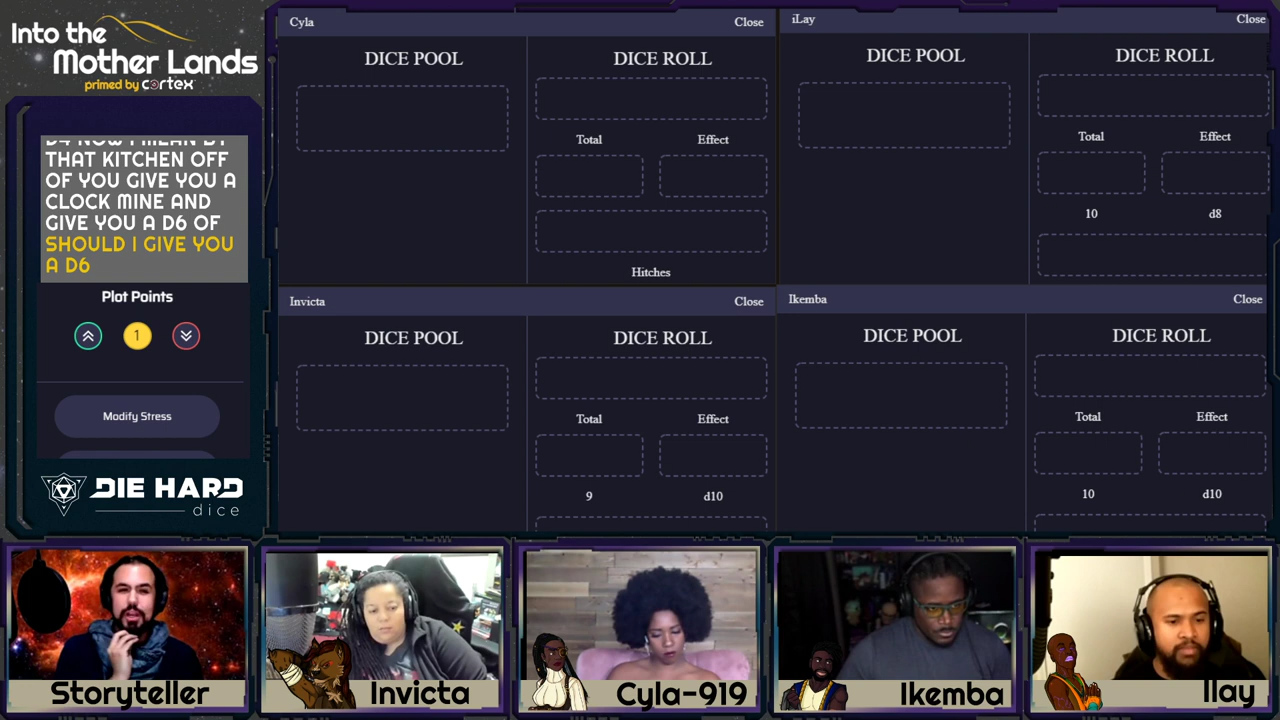 Into the
Mother Lands
primed by cortex
THAT KITCHEN OFF
OF YOU GIVE YOU A
CLOCK MINE AND
GIVE YOU A D6 OF
SHOULD I GIVE YOU
A D6
Plot Points
1
Modify Stress
DIE HARD
dice
Cyla Close
DICE POOL DICE ROLL
Total Effect
Hitches
iLay Close
DICE POOL DICE ROLL
Total Effect
10 d8
Invicta Close
DICE POOL DICE ROLL
Total Effect
9 d10
Ikemba Close
DICE POOL DICE ROLL
Total Effect
10 d10
Storyteller
Invicta
Cyla-919
Ikemba
Ilay